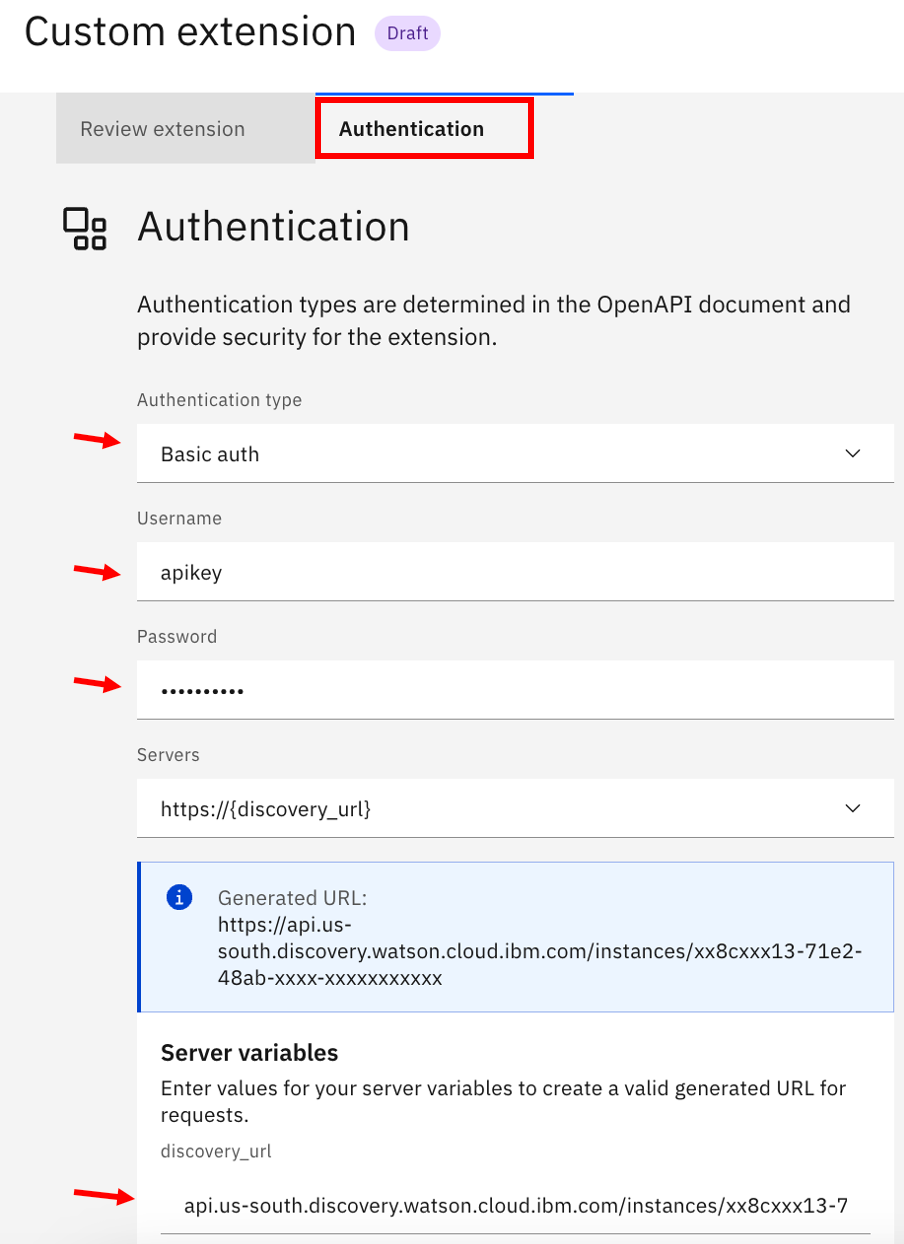 Custom extension
Draft
Review extension
Authentication
Authentication
Authentication types are determined in the OpenAPI document and
provide security for the extension.
Authentication type
Basic auth
Username
apikey
Password
••••••••••
Servers
https://{discovery_url}
Generated URL:
https://api.us-
south.discovery.watson.cloud.ibm.com/instances/xx8cxxx13-71e2-
48ab-xxxx-xxxxxxxxxxx
Server variables
Enter values for your server variables to create a valid generated URL for
requests.
discovery_url
api.us-south.discovery.watson.cloud.ibm.com/instances/xx8cxxx13-7